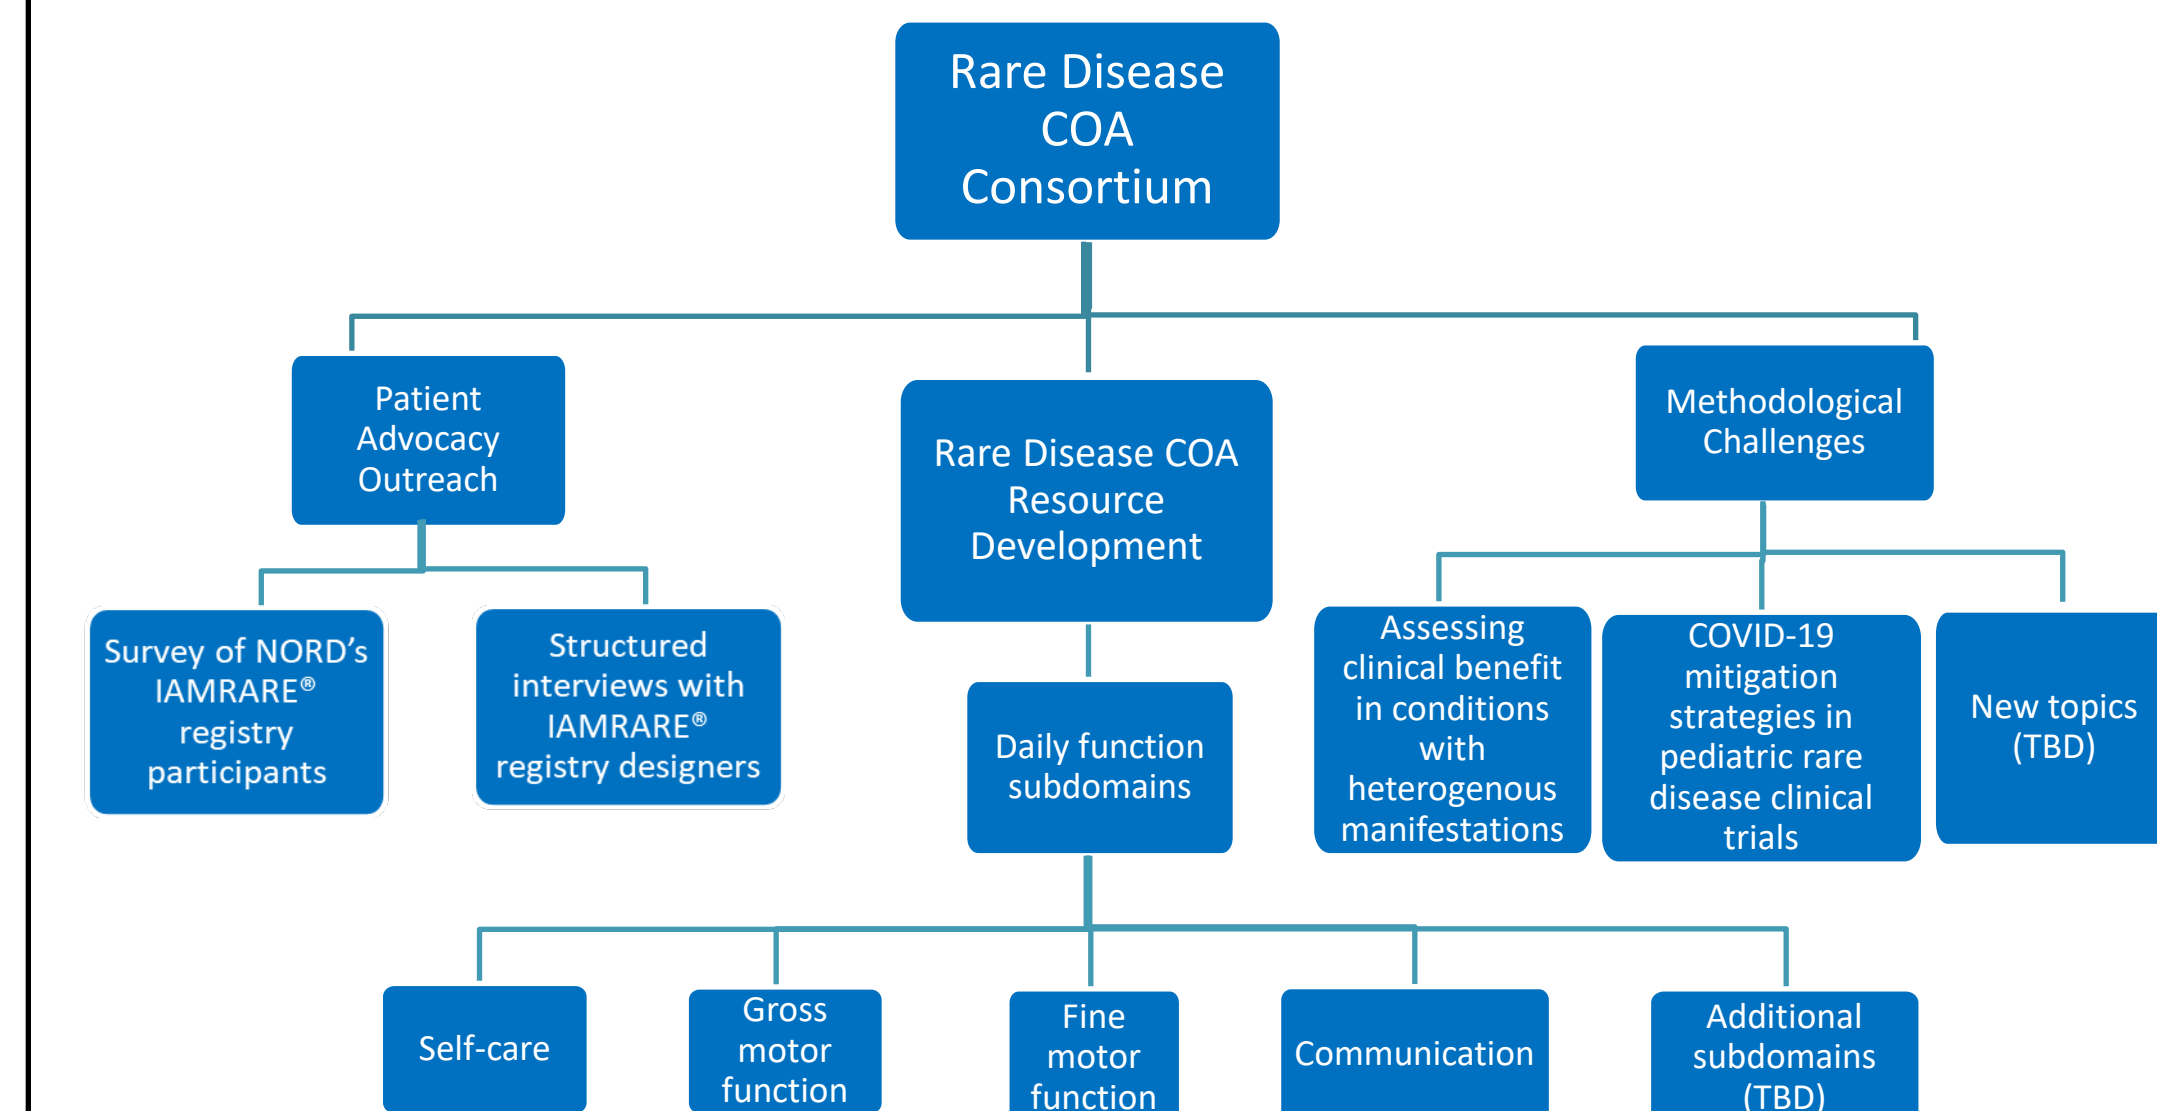 Rare Disease
COA
Consortium
Patient
Advocacy
Outreach
Rare Disease COA
Resource
Development
Methodological
Challenges
Survey of NORD’s
IAMRARE®
registry
participants
Structured
interviews with
IAMRARE®
registry designers
Daily function
subdomains
Assessing
clinical benefit
in conditions
with
heterogenous
manifestations
COVID-19
mitigation
strategies in
pediatric rare
disease clinical
trials
New topics
(TBD)
Self-care
Gross
motor
function
Fine
motor
function
Communication
Additional
subdomains
(TBD)